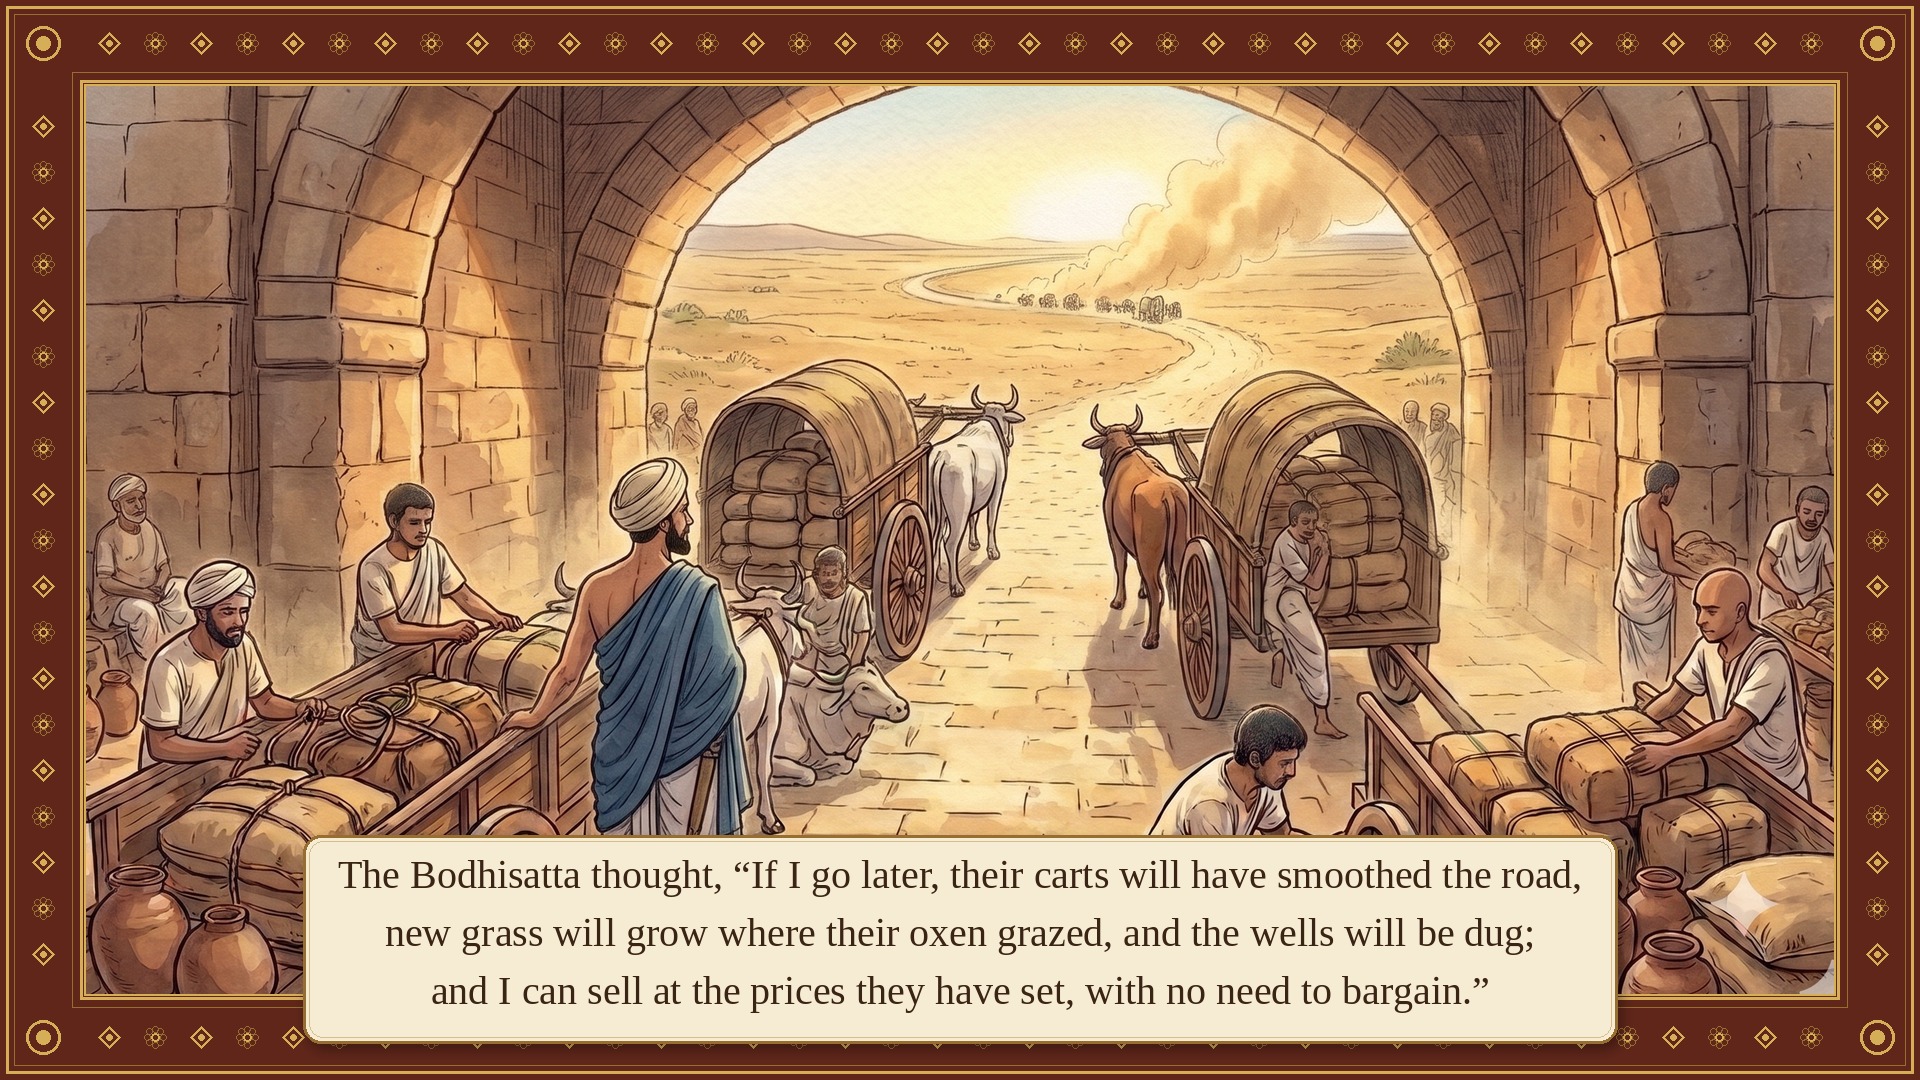 The Bodhisatta thought, “If I go later, their carts will have smoothed the road,
new grass will grow where their oxen grazed, and the wells will be dug;
and I can sell at the prices they have set, with no need to bargain.”